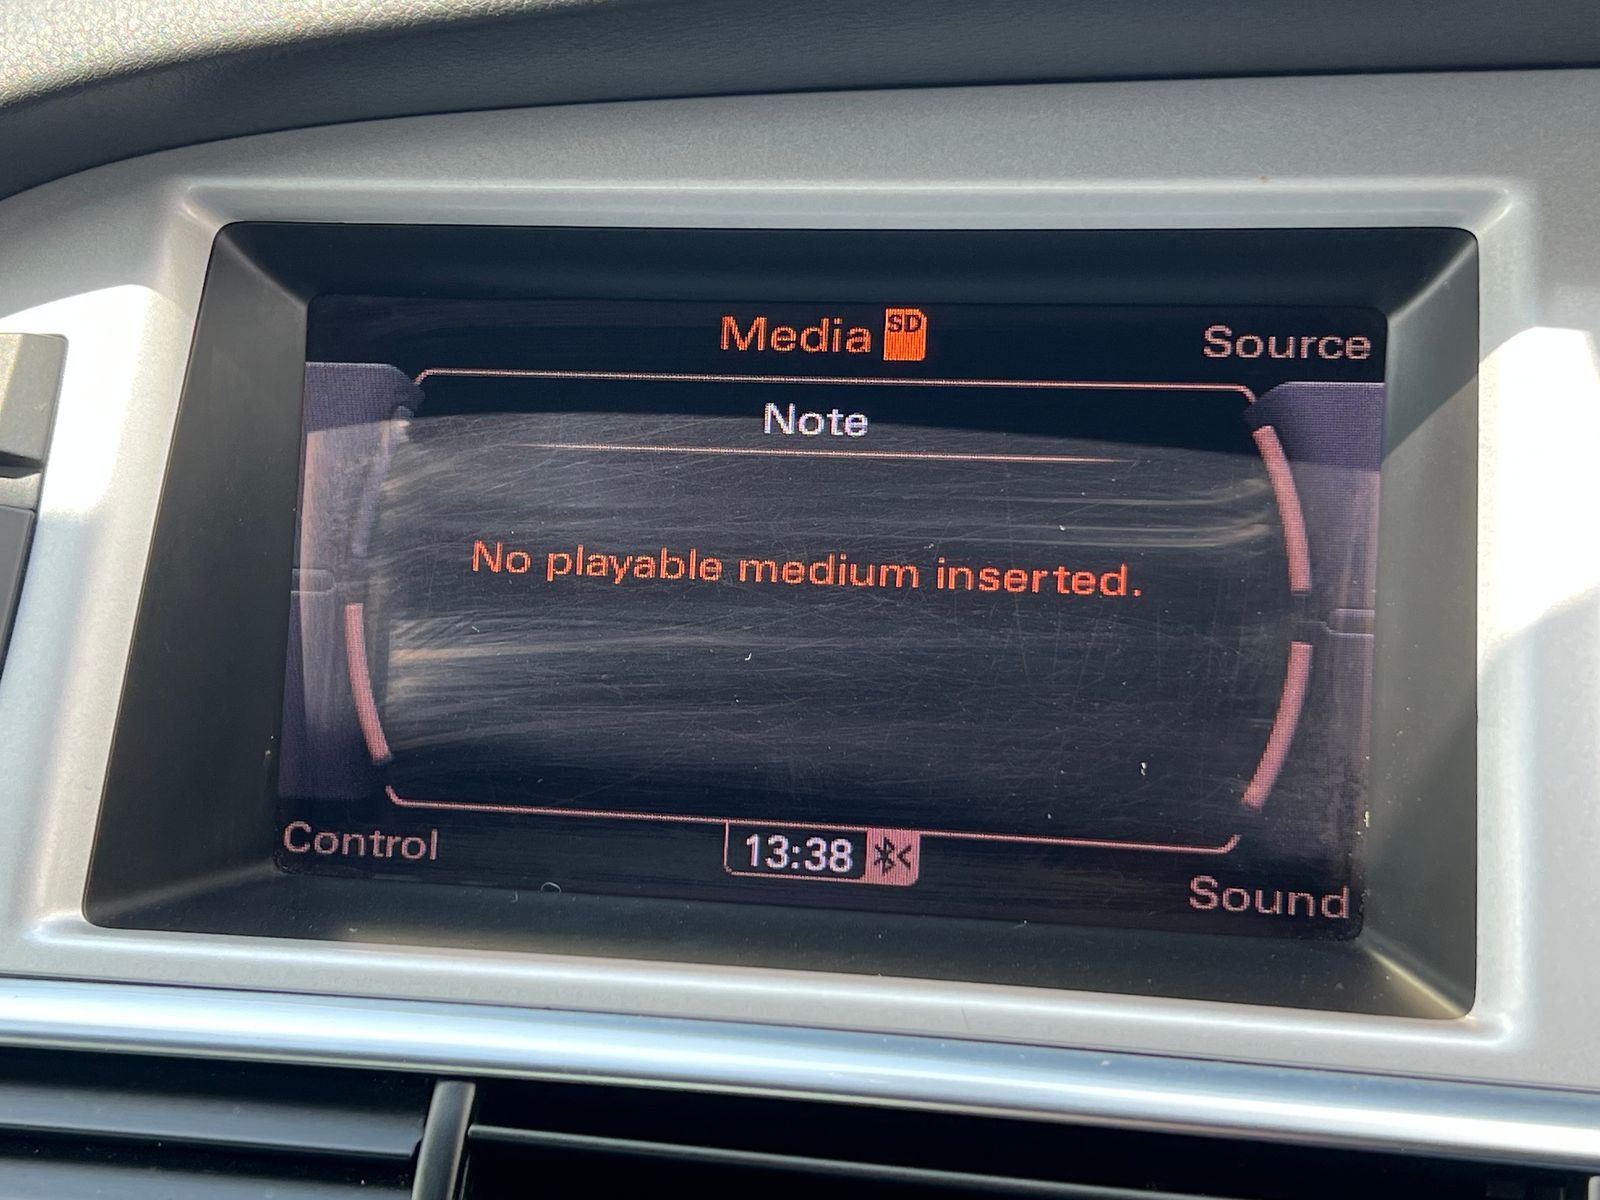 Media SD
Source
Note
No playable medium inserted.
Control
13:38
Sound